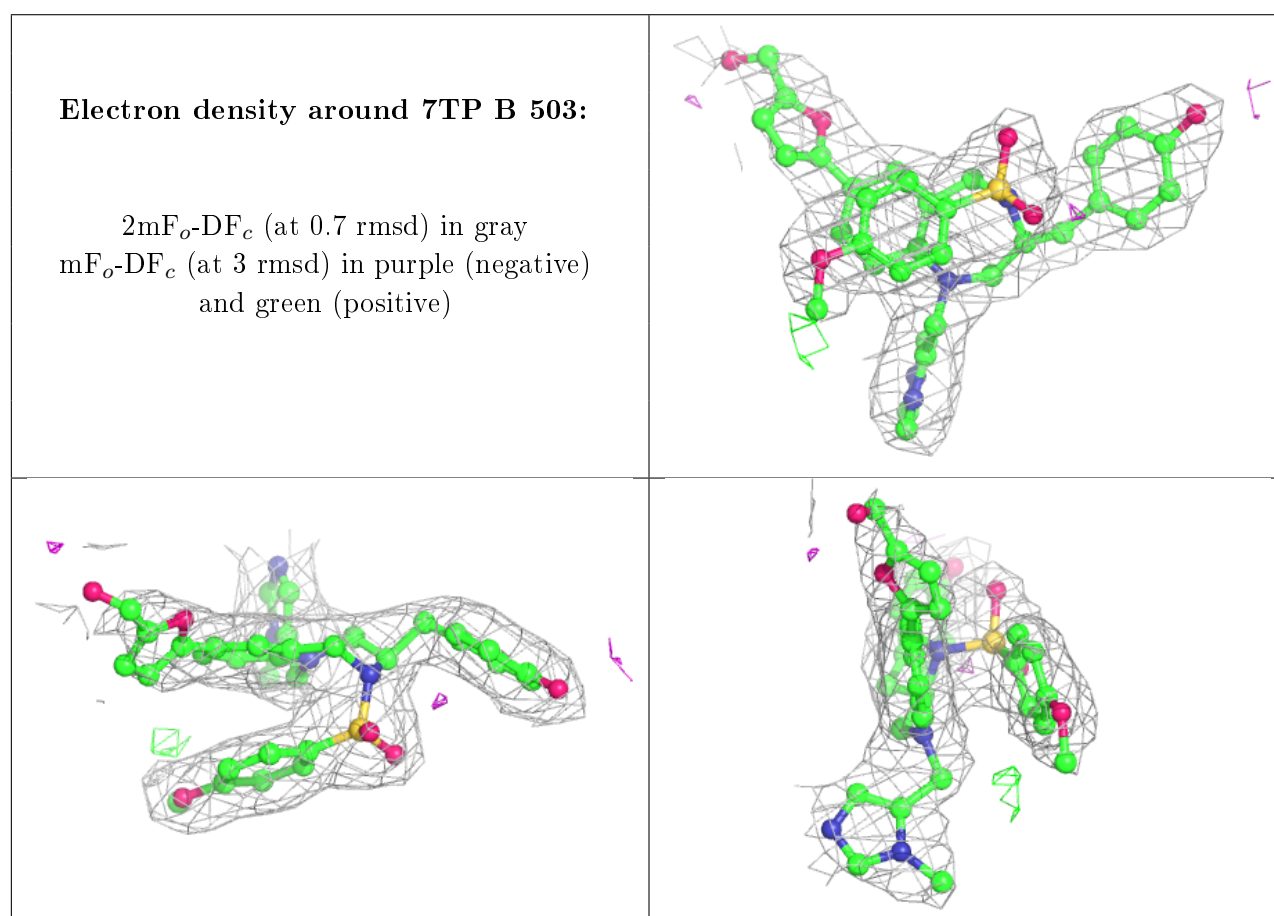 Electron density around 7TP B 503:
2mFo-DFc (at 0.7 rmsd) in gray
mFo-DFc (at 3 rmsd) in purple (negative)
and green (positive)